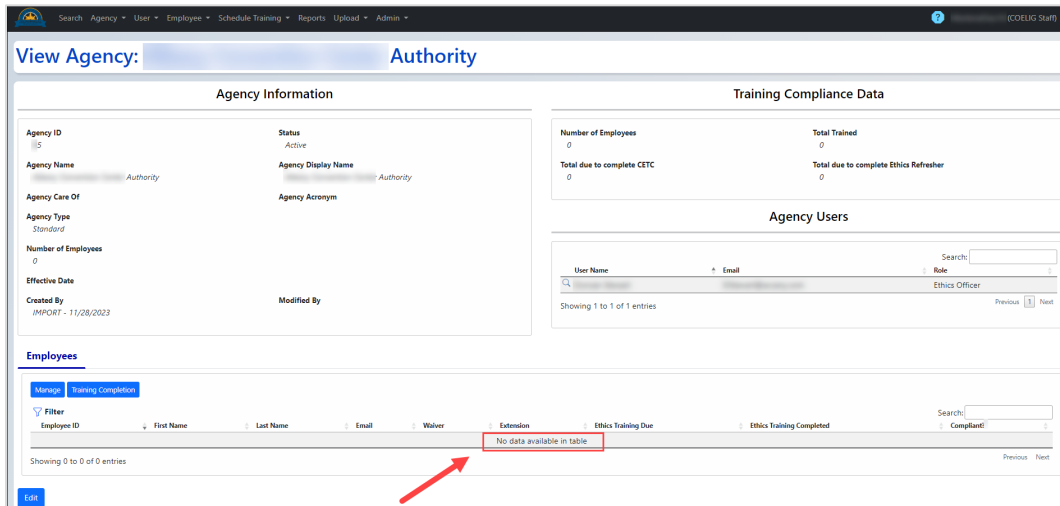 Search Agency User Employee Schedule Training Reports Upload Admin ? (COELIG Staff)
View Agency: Authority
Agency Information
Agency ID Status
5 Active
Agency Name Agency Display Name
Authority Authority
Agency Care Of Agency Acronym
Agency Type
Standard
Number of Employees
0
Effective Date
Created By Modified By
IMPORT - 11/28/2023
Training Compliance Data
Number of Employees Total Trained
0 0
Total due to complete CETC Total due to complete Ethics Refresher
0 0
Agency Users
Search:
User Name Email Role
Ethics Officer
Showing 1 to 1 of 1 entries Previous 1 Next
Employees
Manage Training Completion
Filter Search:
Employee ID First Name Last Name Email Waiver Extension Ethics Training Due Ethics Training Completed Compliant?
No data available in table
Showing 0 to 0 of 0 entries Previous Next
Edit